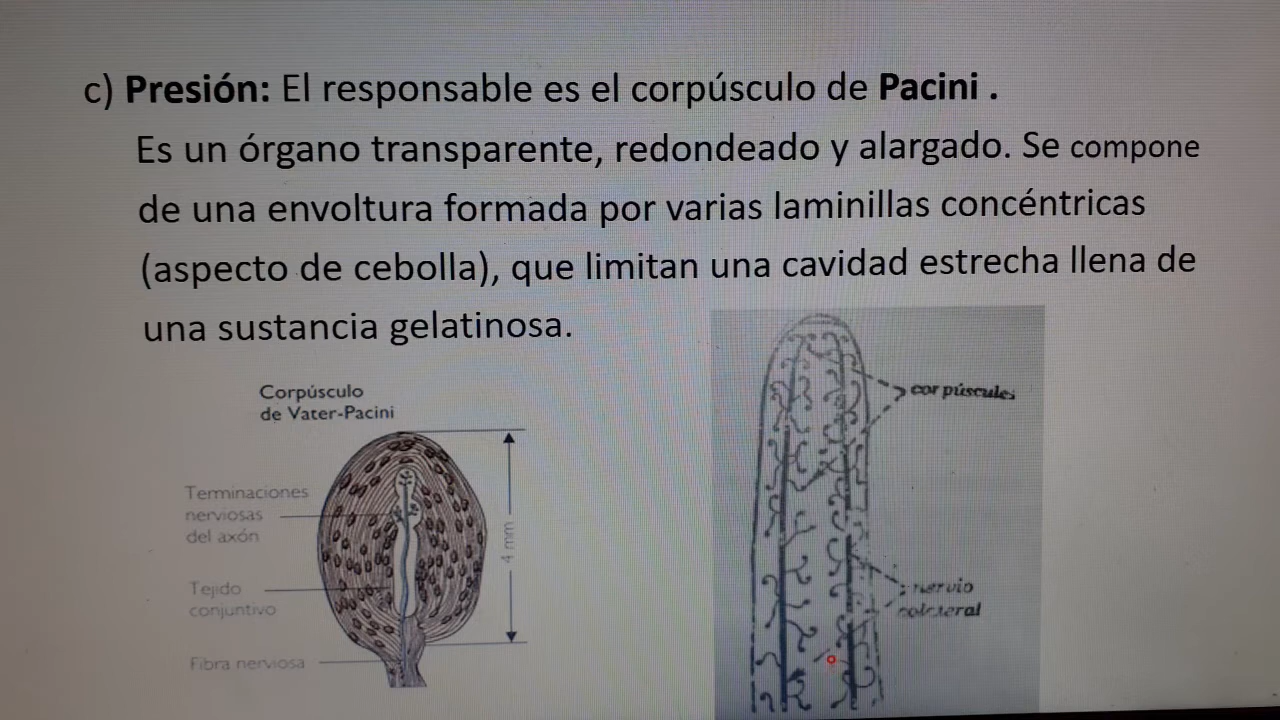 c) Presión: El responsable es el corpúsculo de Pacini .
Es un órgano transparente, redondeado y alargado. Se compone
de una envoltura formada por varias laminillas concéntricas
(aspecto de cebolla), que limitan una cavidad estrecha llena de
una sustancia gelatinosa.
Corpúsculo
de Vater-Pacini
Terminaciones
nerviosas
del axón
Tejido
conjuntivo
Fibra nerviosa
4 mm
corpúscules
nervio
colateral